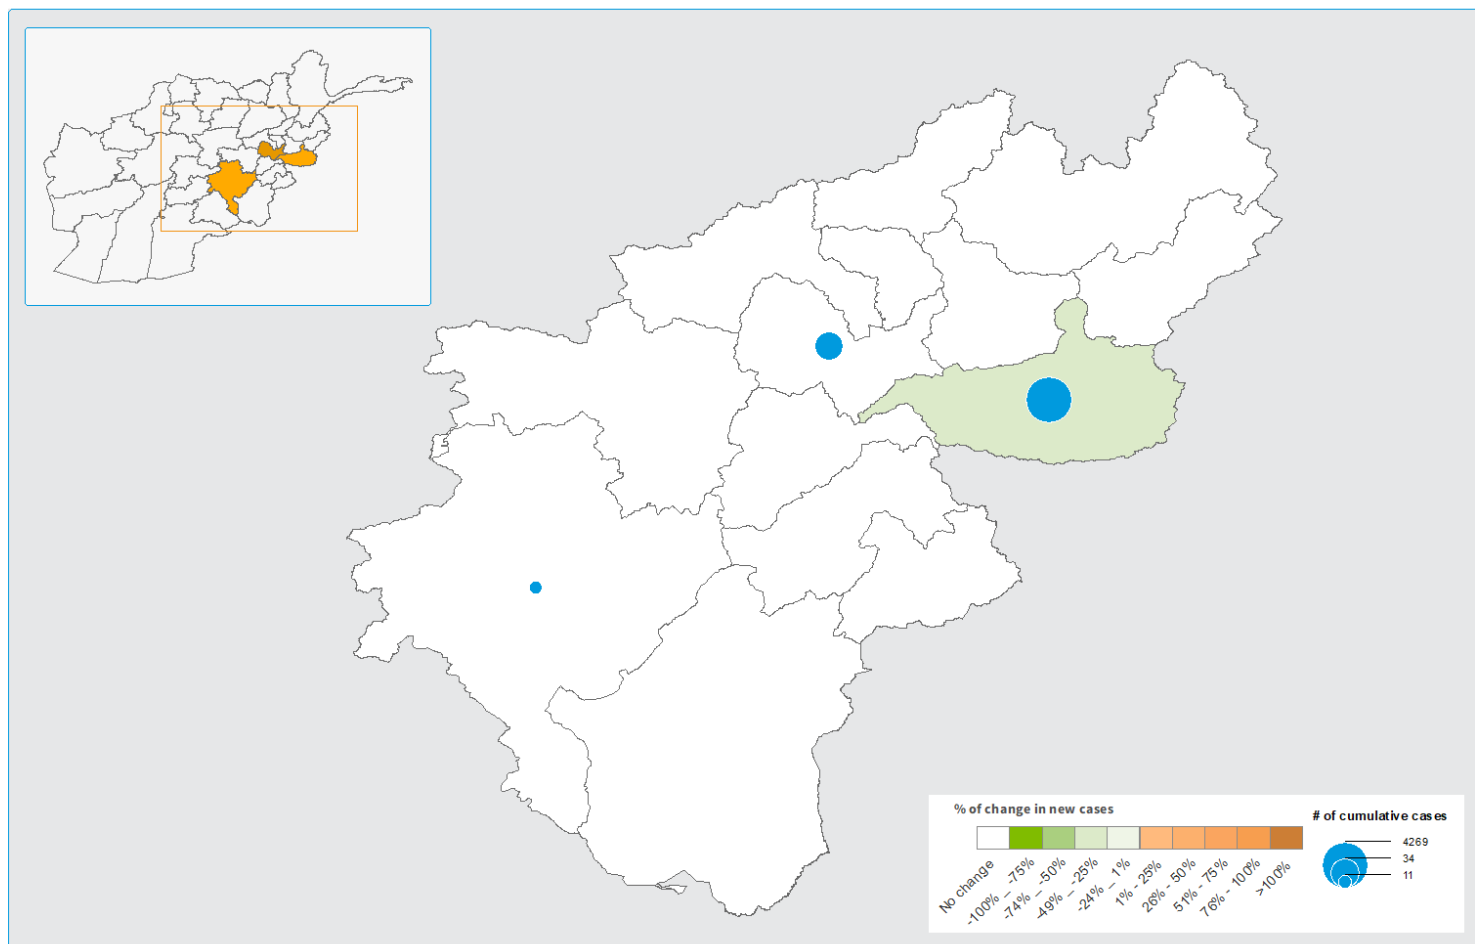 % of change in new cases
No change
-100% _ -75%
-74% _ -50%
-49% _ -25%
-24% _ 1%
1% - 25%
26% - 50%
51% - 75%
76% - 100%
>100%
# of cumulative cases
4269
34
11